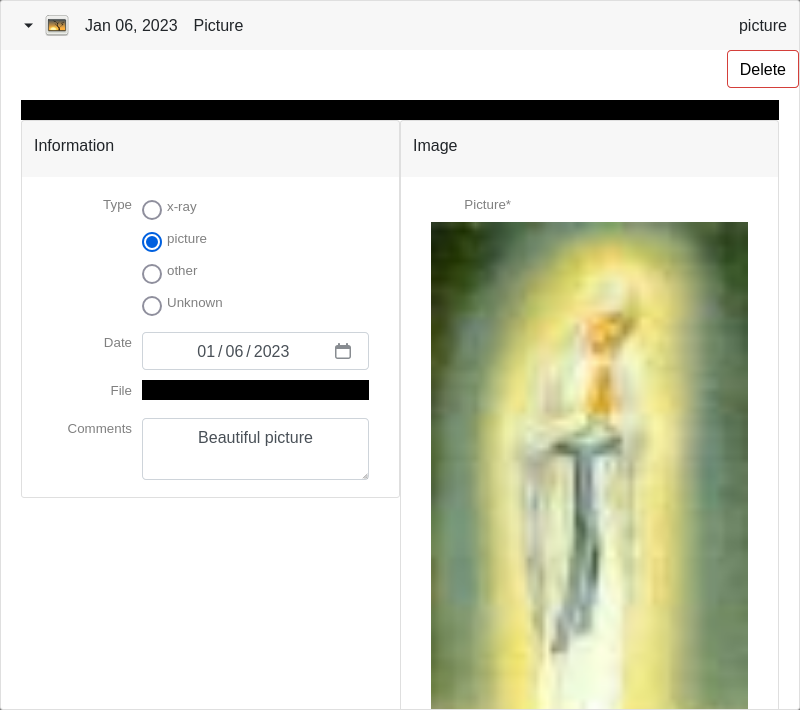 Jan 06, 2023 Picture picture
Delete
Information
Image
Type
x-ray
picture
other
Unknown
Date 01/06/2023
File
Comments Beautiful picture
Picture*